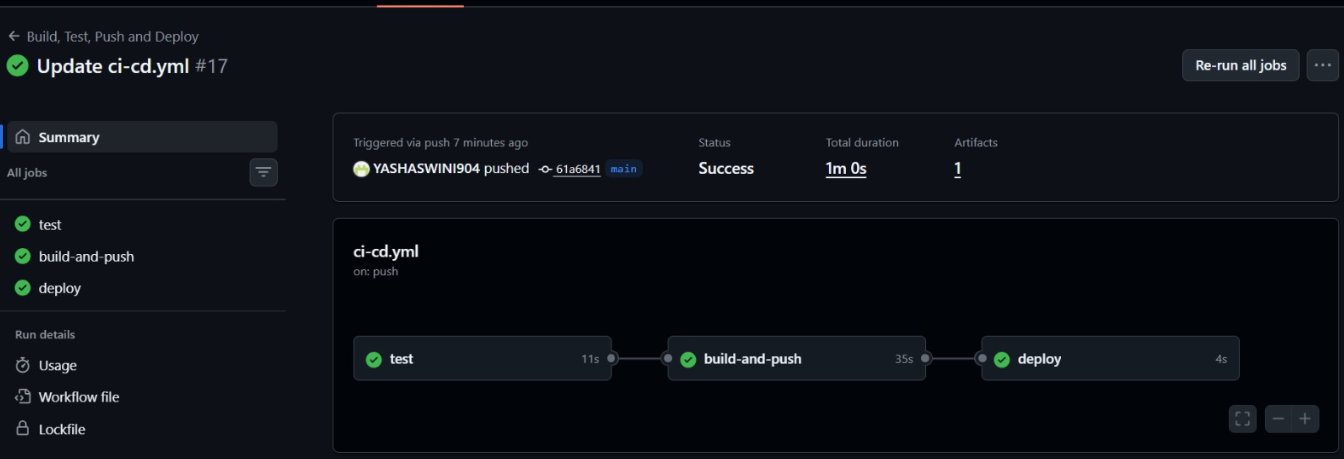 ← Build, Test, Push and Deploy
Update ci-cd.yml #17
Re-run all jobs
Summary
All jobs
test
build-and-push
deploy
Run details
Usage
Workflow file
Lockfile
Triggered via push 7 minutes ago
YASHASWINI904 pushed 61a6841 main
Status
Success
Total duration
1m 0s
Artifacts
1
ci-cd.yml
on: push
test 11s
build-and-push 35s
deploy 4s